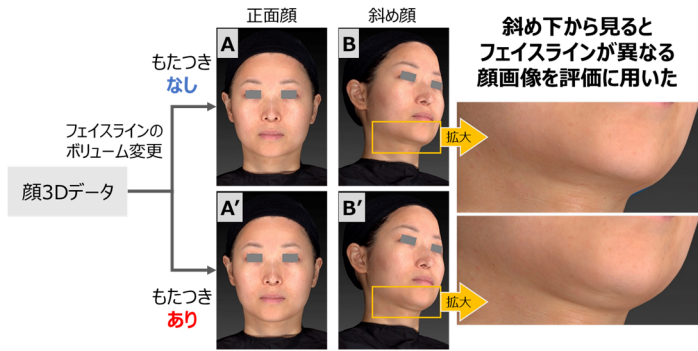 正面顔
斜め顔
斜め下から見ると
フェイスラインが異なる
顔画像を評価に用いた
A
B
もたつき
なし
フェイスラインの
ボリューム変更
拡大
顔3Dデータ
A′
B′
もたつき
あり
拡大